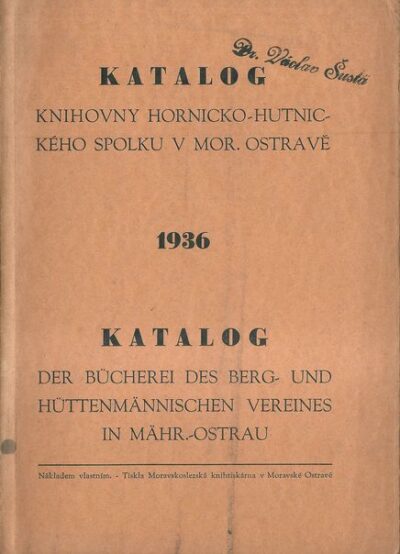 Dr. Václav Šustá
KATALOG
KNIHOVNY HORNICKO-HUTNIC-
KÉHO SPOLKU V MOR. OSTRAVĚ
1936
KATALOG
DER BÜCHEREI DES BERG- UND
HÜTTENMÄNNISCHEN VEREINES
IN MÄHR.-OSTRAU
Nákladem vlastním. - Tiskla Moravskoslezská knihtiskárna v Moravské Ostravě